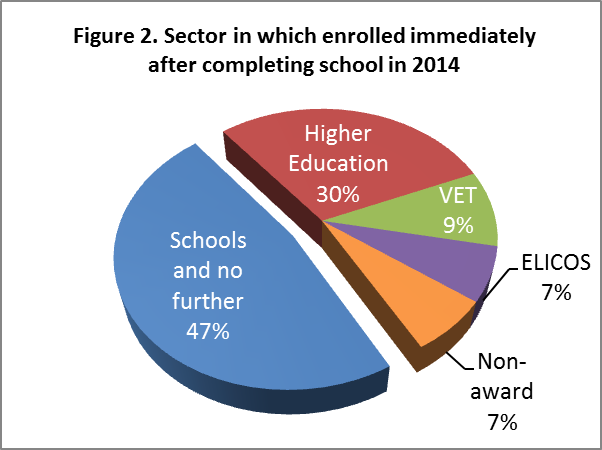 Figure 2. Sector in which enrolled immediately
after completing school in 2014
Higher
Education
30%
VET
9%
ELICOS
7%
Non-
award
7%
Schools
and no
further
47%